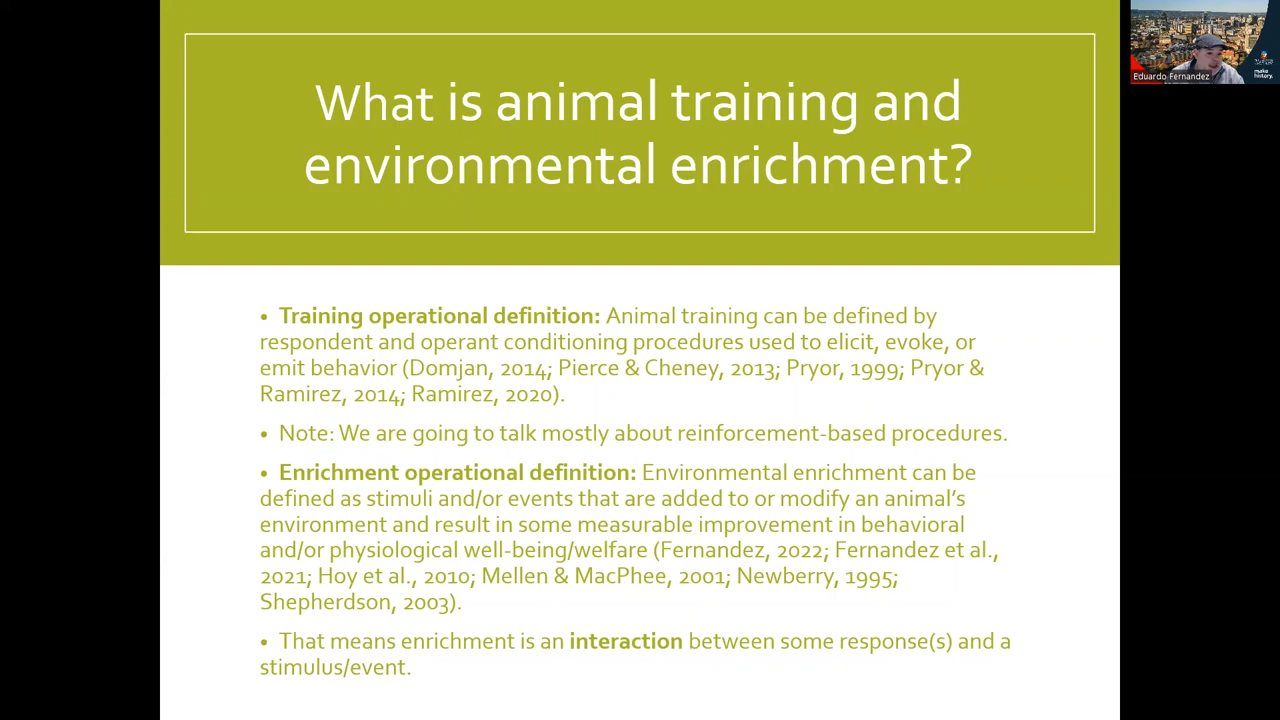 What is animal training and
environmental enrichment?
Eduardo Fernandez
make
history.
• Training operational definition: Animal training can be defined by
respondent and operant conditioning procedures used to elicit, evoke, or
emit behavior (Domjan, 2014; Pierce & Cheney, 2013; Pryor, 1999; Pryor &
Ramirez, 2014; Ramirez, 2020).
• Note: We are going to talk mostly about reinforcement-based procedures.
• Enrichment operational definition: Environmental enrichment can be
defined as stimuli and/or events that are added to or modify an animal’s
environment and result in some measurable improvement in behavioral
and/or physiological well-being/welfare (Fernandez, 2022; Fernandez et al.,
2021; Hoy et al., 2010; Mellen & MacPhee, 2001; Newberry, 1995;
Shepherdson, 2003).
• That means enrichment is an interaction between some response(s) and a
stimulus/event.